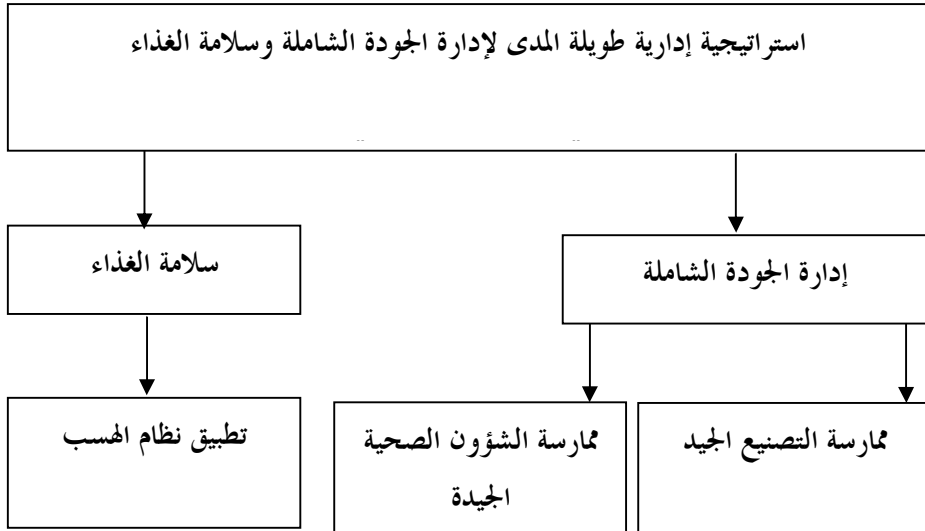 استراتيجية إدارية طويلة المدى لإدارة الجودة الشاملة وسلامة الغذاء
إدارة الجودة الشاملة
سلامة الغذاء
ممارسة التصنيع الجيد
ممارسة الشؤون الصحية
الجيدة
تطبيق نظام الهسب